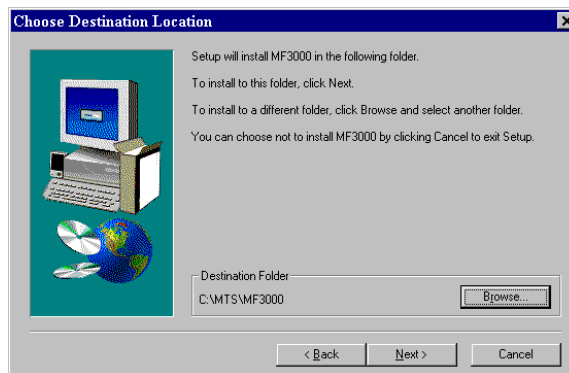 Choose Destination Location
Setup will install MF3000 in the following folder.
To install to this folder, click Next.
To install to a different folder, click Browse and select another folder.
You can choose not to install MF3000 by clicking Cancel to exit Setup.
Destination Folder
C:\MTS\MF3000
Browse...
< Back
Next >
Cancel